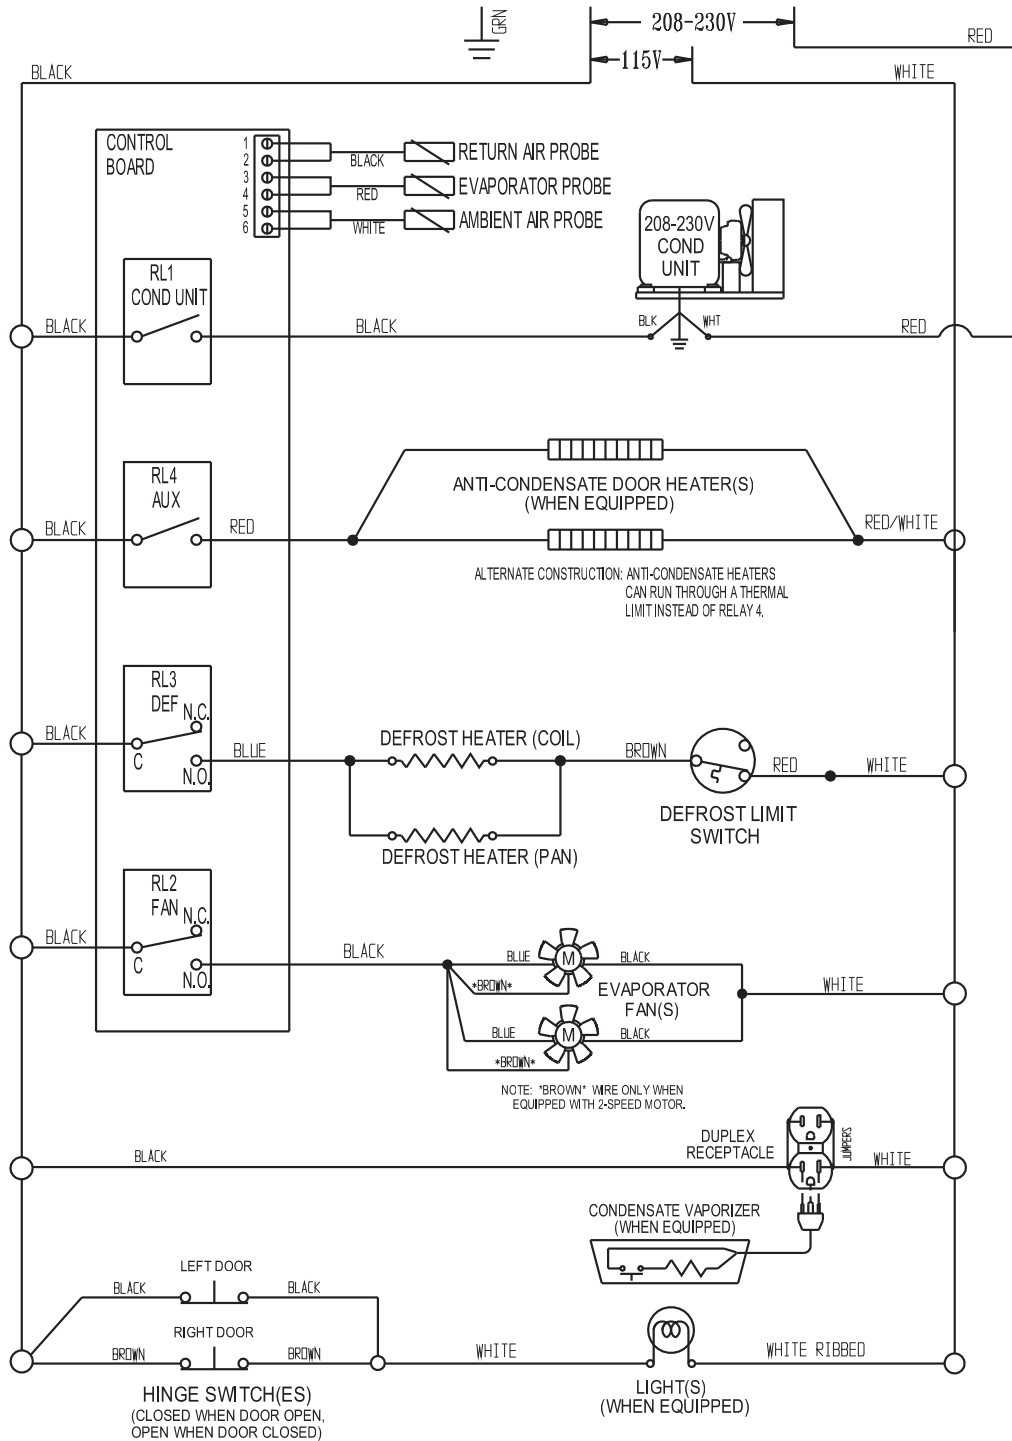 GRN
208-230V
RED
115V
BLACK
WHITE
CONTROL
BOARD
1
2
3
4
5
6
BLACK
RED
WHITE
RETURN AIR PROBE
EVAPORATOR PROBE
AMBIENT AIR PROBE
208-230V
COND
UNIT
RL1
COND UNIT
BLACK
BLACK
BLK
WHT
RED
RL4
AUX
BLACK
RED
ANTI-CONDENSATE DOOR HEATER(S)
(WHEN EQUIPPED)
RED/WHITE
ALTERNATE CONSTRUCTION: ANTI-CONDENSATE HEATERS
CAN RUN THROUGH A THERMAL
LIMIT INSTEAD OF RELAY 4.
RL3
DEF
N.C.
C
N.O.
BLACK
BLUE
DEFROST HEATER (COIL)
BROWN
RED
WHITE
DEFROST LIMIT
SWITCH
DEFROST HEATER (PAN)
RL2
FAN
N.C.
C
N.O.
BLACK
BLACK
BLUE
M
BLACK
*BROWN*
EVAPORATOR
FAN(S)
WHITE
BLUE
M
BLACK
*BROWN*
NOTE: *BROWN* WIRE ONLY WHEN
EQUIPPED WITH 2-SPEED MOTOR.
BLACK
DUPLEX
RECEPTACLE
JUMPERS
WHITE
CONDENSATE VAPORIZER
(WHEN EQUIPPED)
LEFT DOOR
BLACK
BLACK
RIGHT DOOR
BROWN
BROWN
WHITE
WHITE RIBBED
HINGE SWITCH(ES)
(CLOSED WHEN DOOR OPEN,
OPEN WHEN DOOR CLOSED)
LIGHT(S)
(WHEN EQUIPPED)